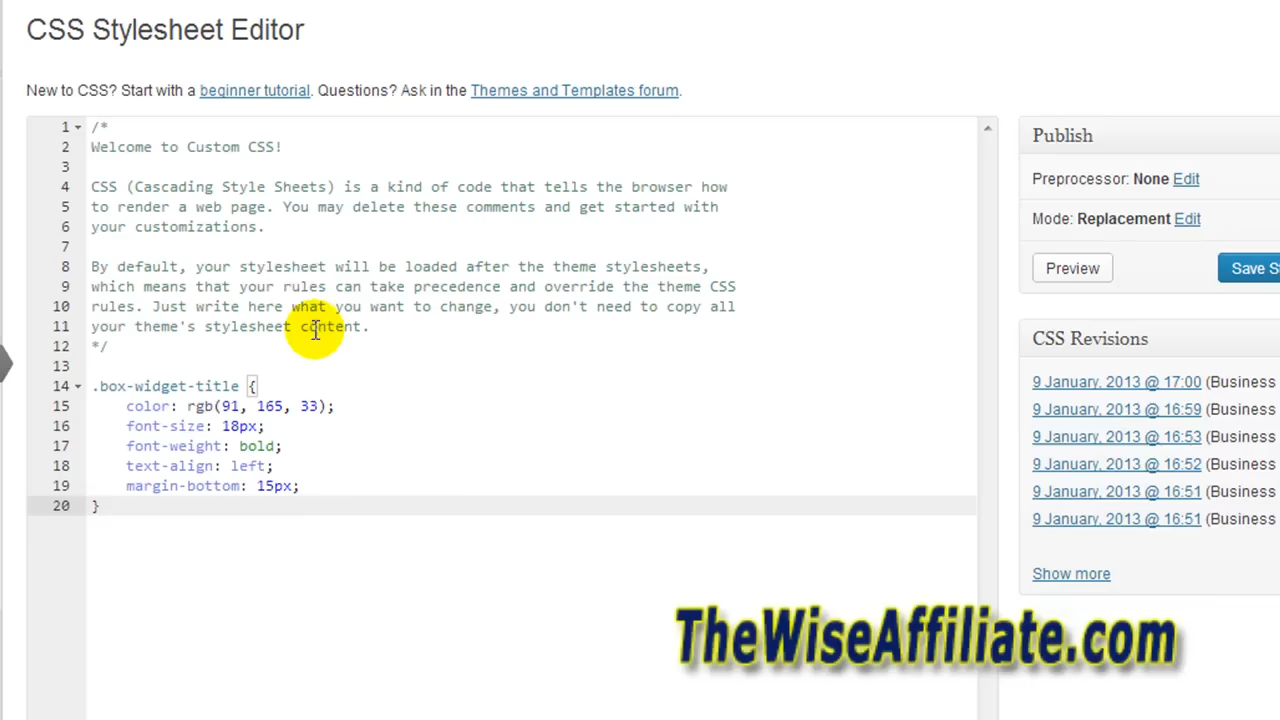 CSS Stylesheet Editor
New to CSS? Start with a beginner tutorial. Questions? Ask in the Themes and Templates forum.
1 /*
2 Welcome to Custom CSS!
3
4 CSS (Cascading Style Sheets) is a kind of code that tells the browser how
5 to render a web page. You may delete these comments and get started with
6 your customizations.
7
8 By default, your stylesheet will be loaded after the theme stylesheets,
9 which means that your rules can take precedence and override the theme CSS
10 rules. Just write here what you want to change, you don't need to copy all
11 your theme's stylesheet content.
12 */
13
14 .box-widget-title {
15 color: rgb(91, 165, 33);
16 font-size: 18px;
17 font-weight: bold;
18 text-align: left;
19 margin-bottom: 15px;
20 }
Publish
Preprocessor: None Edit
Mode: Replacement Edit
Preview Save S
CSS Revisions
9 January, 2013 @ 17:00 (Business
9 January, 2013 @ 16:59 (Business
9 January, 2013 @ 16:53 (Business
9 January, 2013 @ 16:52 (Business
9 January, 2013 @ 16:51 (Business
9 January, 2013 @ 16:51 (Business
Show more
TheWiseAffiliate.com